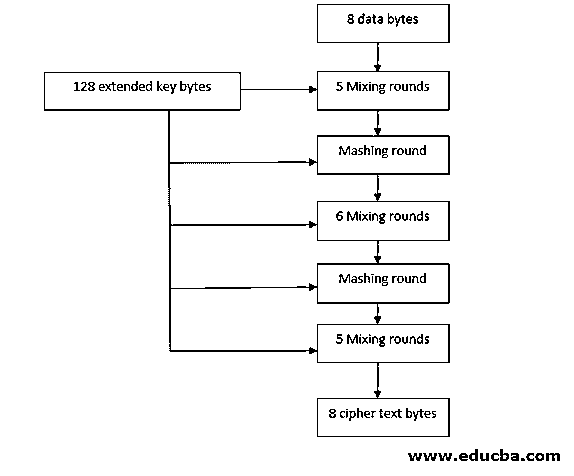 8 data bytes
128 extended key bytes
5 Mixing rounds
Mashing round
6 Mixing rounds
Mashing round
5 Mixing rounds
8 cipher text bytes
www.educba.com